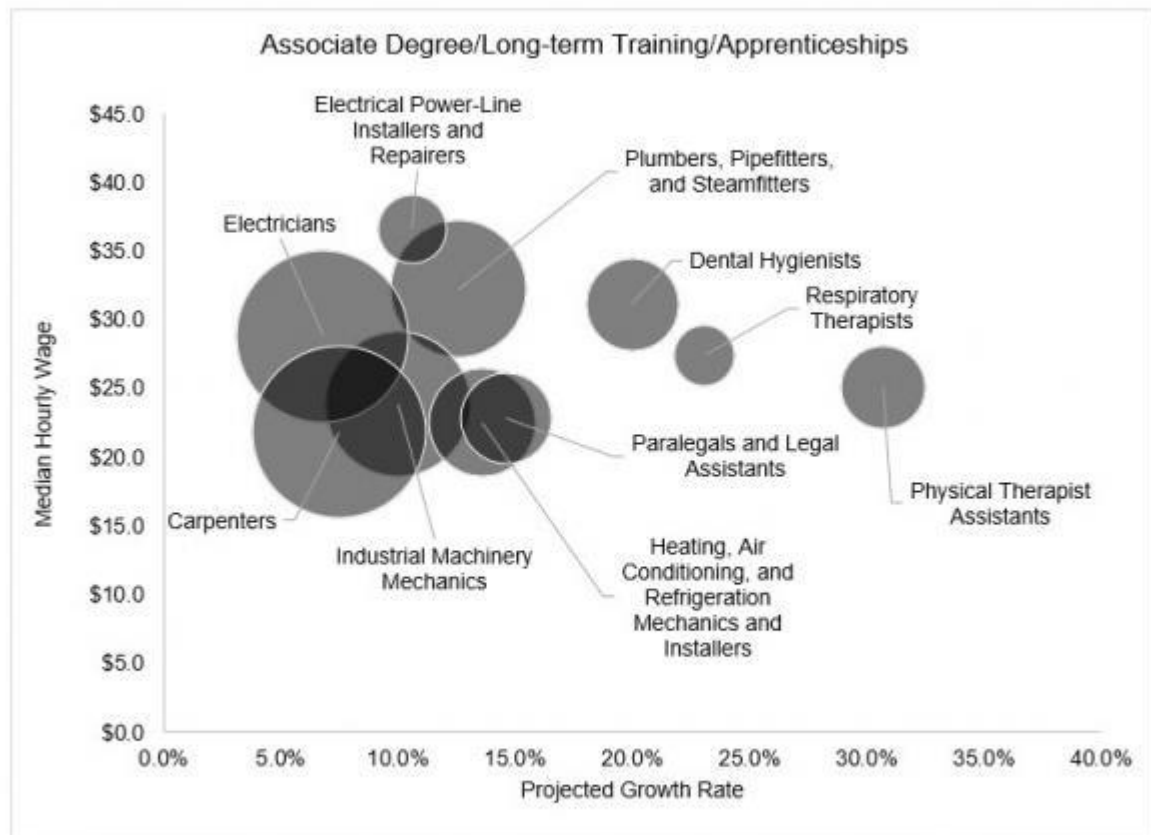 Associate Degree/Long-term Training/Apprenticeships
Electrical Power-Line
Installers and
Repairers
Plumbers, Pipefitters,
and Steamfitters
Electricians
Dental Hygienists
Respiratory
Therapists
Paralegals and Legal
Assistants
Physical Therapist
Assistants
Carpenters
Industrial Machinery
Mechanics
Heating, Air
Conditioning, and
Refrigeration
Mechanics and
Installers
Median Hourly Wage
$45.0
$40.0
$35.0
$30.0
$25.0
$20.0
$15.0
$10.0
$5.0
$0.0
0.0% 5.0% 10.0% 15.0% 20.0% 25.0% 30.0% 35.0% 40.0%
Projected Growth Rate